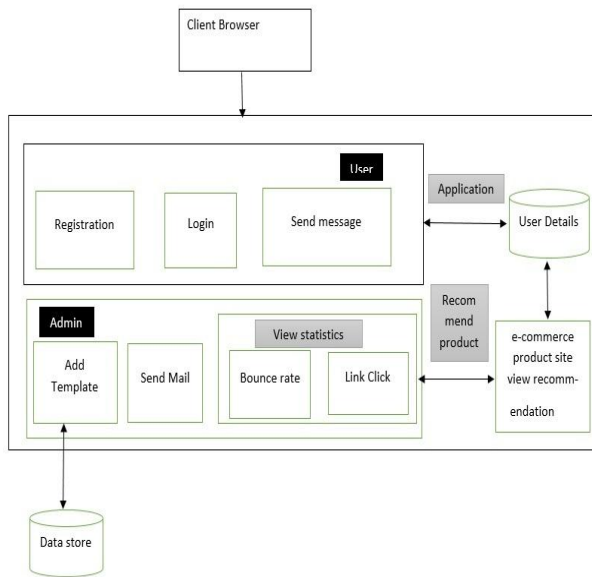 Client Browser
User
Registration
Login
Send message
Application
User Details
Admin
Add
Template
Send Mail
View statistics
Bounce rate
Link Click
Recom
mend
product
e-commerce
product site
view recomm-
endation
Data store